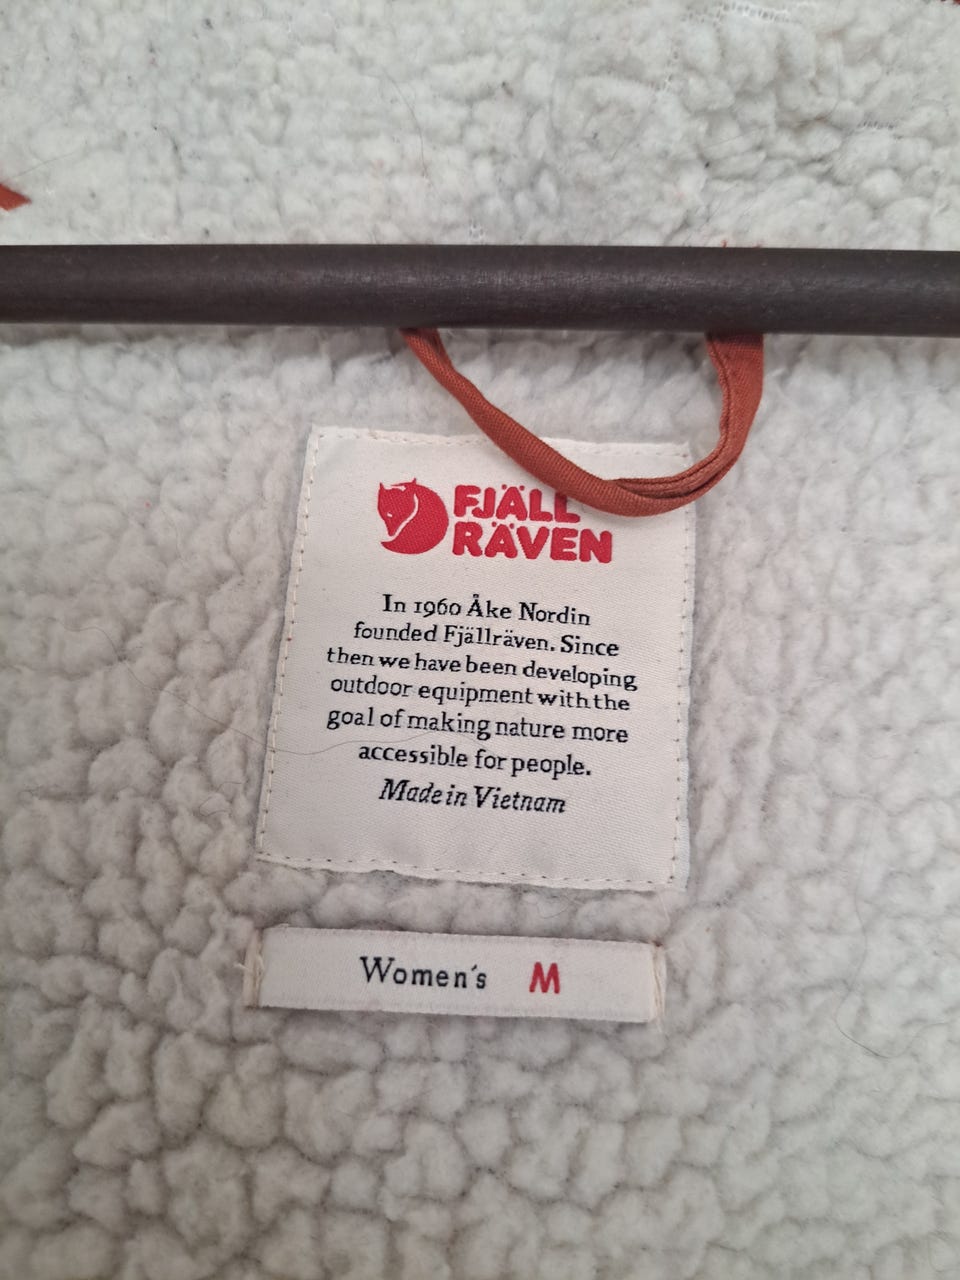 FJÄLL
RÄVEN
In 1960 Åke Nordin
founded Fjällräven. Since
then we have been developing
outdoor equipment with the
goal of making nature more
accessible for people.
Made in Vietnam
Women's M